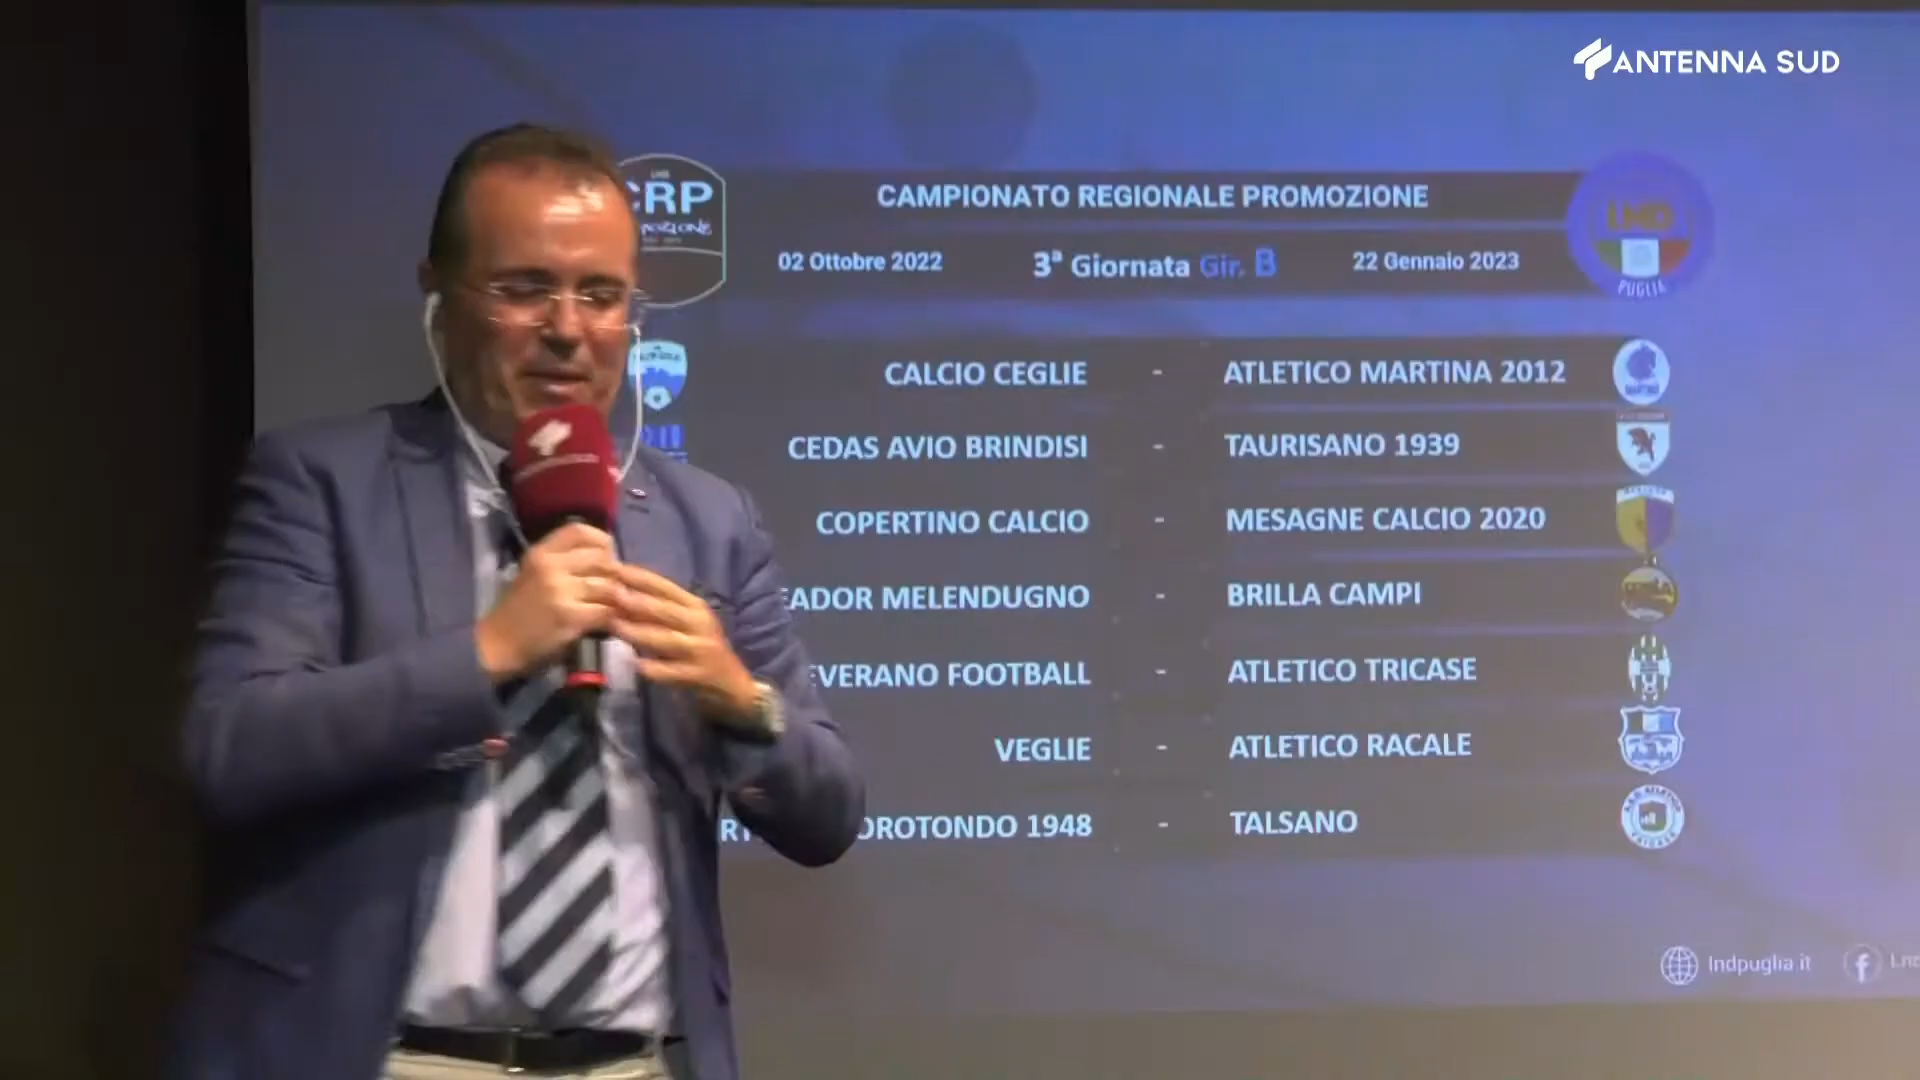 ANTENNA SUD
CRP
CAMPIONATO REGIONALE PROMOZIONE
02 Ottobre 2022 3ª Giornata Gir. B 22 Gennaio 2023
LND
PUGLIA
CALCIO CEGLIE - ATLETICO MARTINA 2012
CEDAS AVIO BRINDISI - TAURISANO 1939
COPERTINO CALCIO - MESAGNE CALCIO 2020
EADOR MELENDUGNO - BRILLA CAMPI
EVERANO FOOTBALL - ATLETICO TRICASE
VEGLIE - ATLETICO RACALE
OROTONDO 1948 - TALSANO
lndpuglia.it